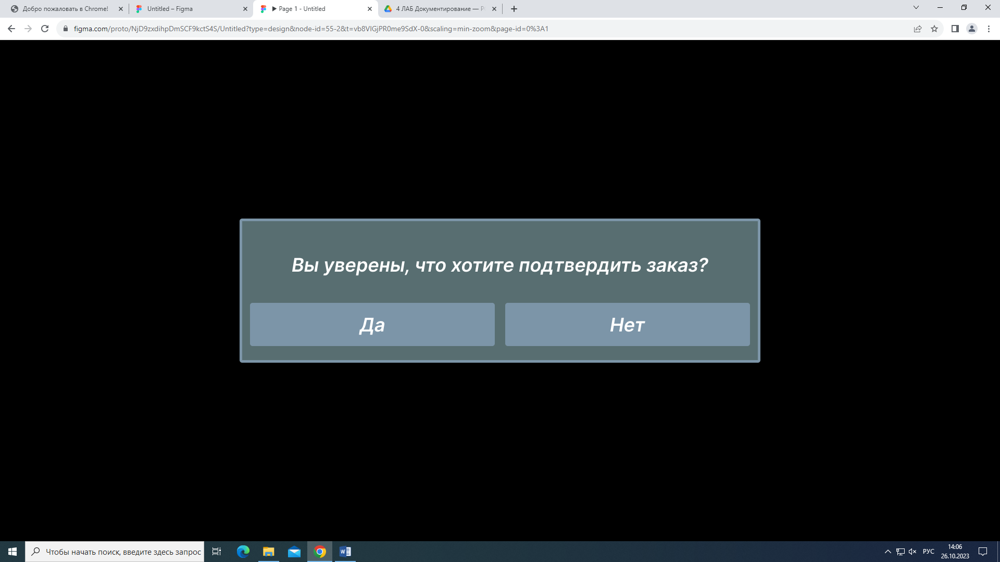 Добро пожаловать в Chrome!
Untitled – Figma
Page 1 - Untitled
4 ЛАБ Документирование —
figma.com/proto/NjD9zxdihpDmSCF9kctS4S/Untitled?type=design&node-id=55-2&t=vb8VIGjPR0me9SdX-0&scaling=min-zoom&page-id=0%3A1
Вы уверены, что хотите подтвердить заказ?
Да
Нет
Чтобы начать поиск, введите здесь запрос
РУС
14:06
26.10.2023